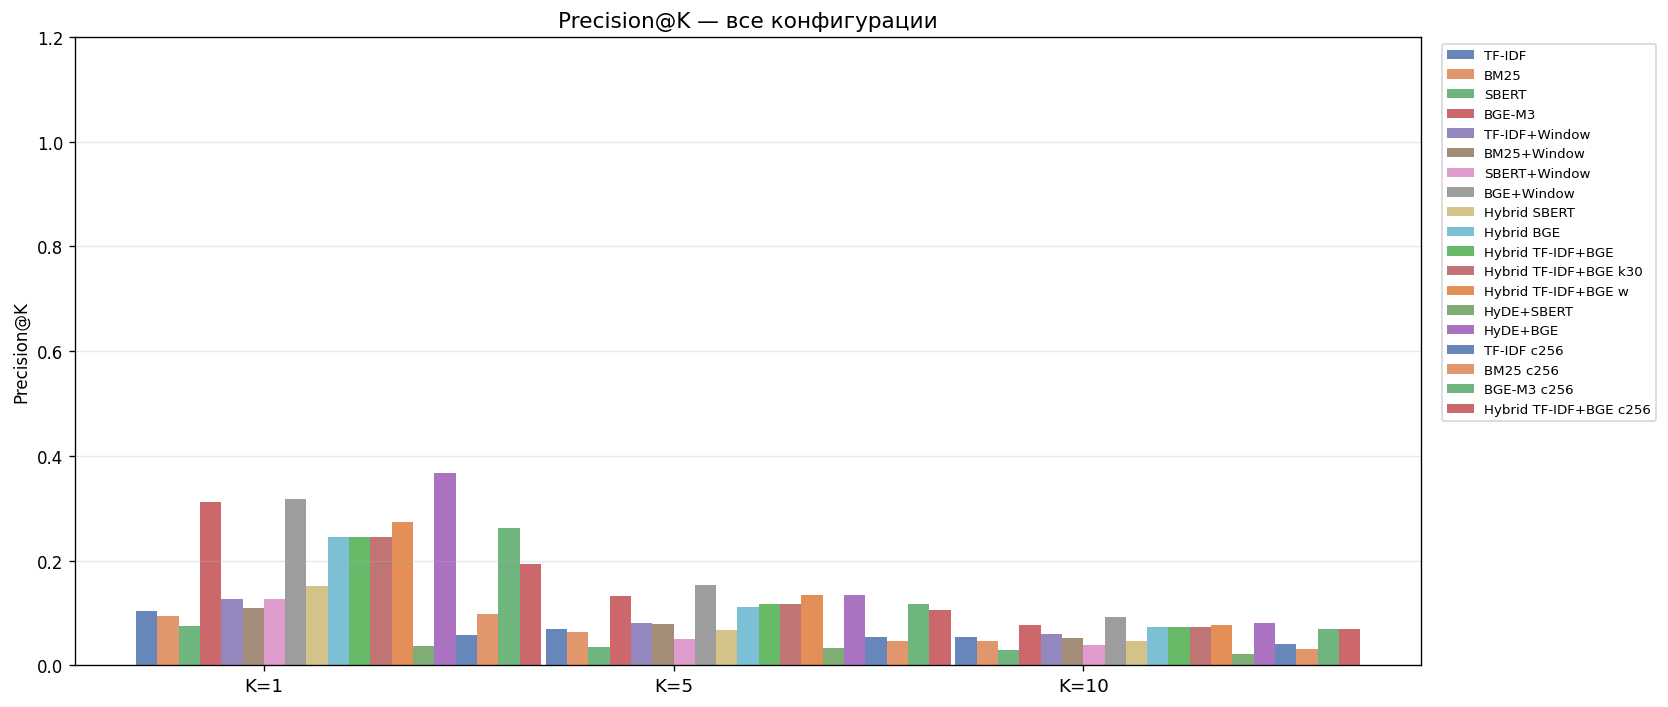 Precision@K — все конфигурации
Precision@K
1.2
1.0
0.8
0.6
0.4
0.2
0.0
K=1
K=5
K=10
TF-IDF
BM25
SBERT
BGE-M3
TF-IDF+Window
BM25+Window
SBERT+Window
BGE+Window
Hybrid SBERT
Hybrid BGE
Hybrid TF-IDF+BGE
Hybrid TF-IDF+BGE k30
Hybrid TF-IDF+BGE w
HyDE+SBERT
HyDE+BGE
TF-IDF c256
BM25 c256
BGE-M3 c256
Hybrid TF-IDF+BGE c256